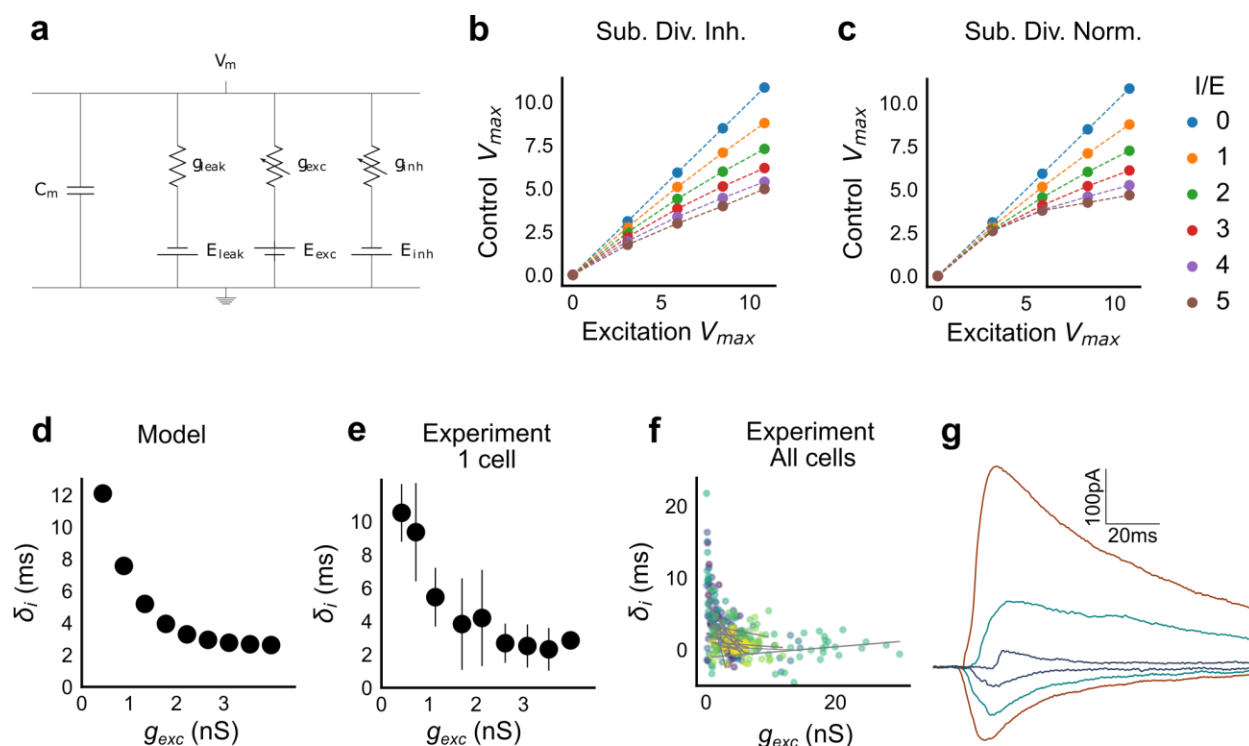 a
V_m
C_m
g_leak
g_exc
g_inh
E_leak
E_exc
E_inh
b
Sub. Div. Inh.
Control V_max
10.0
7.5
5.0
2.5
0.0
0
5
10
Excitation V_max
c
Sub. Div. Norm.
Control V_max
10.0
7.5
5.0
2.5
0.0
0
5
10
Excitation V_max
I/E
0
1
2
3
4
5
d
Model
δ_i (ms)
12
10
8
6
4
2
0
0
1
2
3
g_exc (nS)
e
Experiment
1 cell
δ_i (ms)
10
8
6
4
2
0
0
1
2
3
g_exc (nS)
f
Experiment
All cells
δ_i (ms)
20
10
0
0
20
g_exc (nS)
g
100pA
20ms